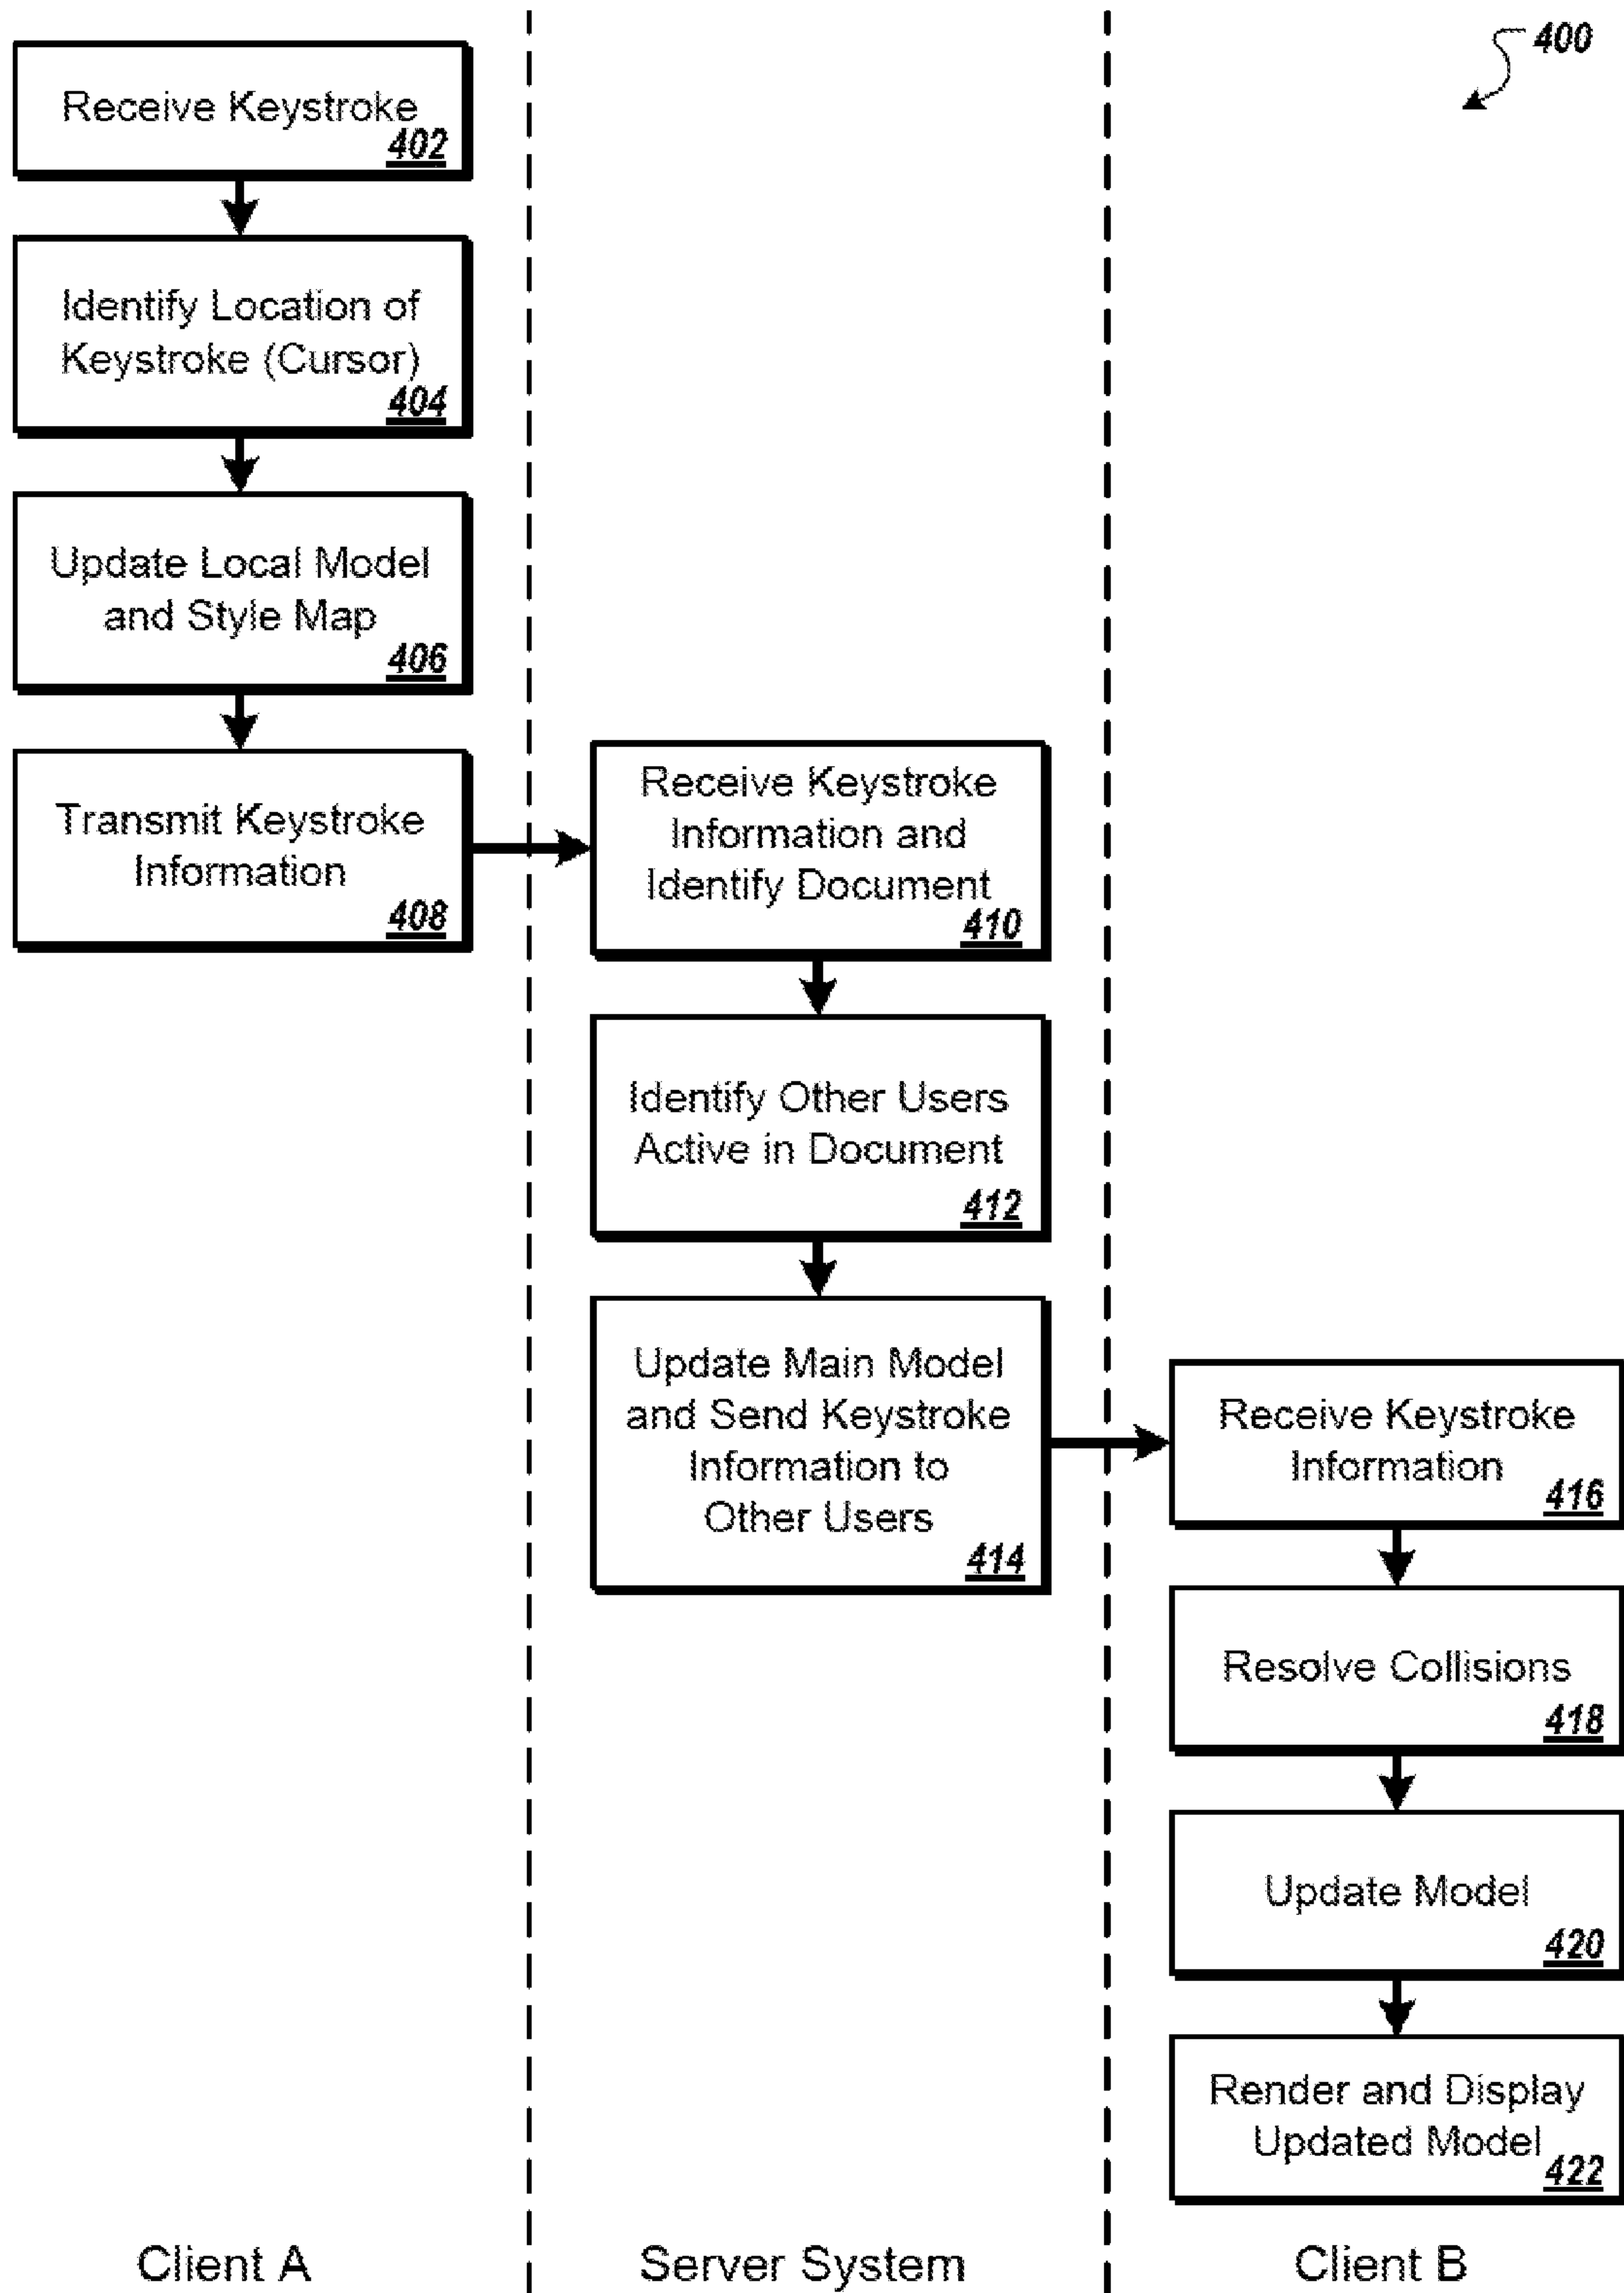 400
Receive Keystroke
402
Identify Location of
Keystroke (Cursor)
404
Update Local Model
and Style Map
406
Transmit Keystroke
Information
408
Receive Keystroke
Information and
Identify Document
410
Identify Other Users
Active in Document
412
Update Main Model
and Send Keystroke
Information to
Other Users
414
Receive Keystroke
Information
416
Resolve Collisions
418
Update Model
420
Render and Display
Updated Model
422
Client A
Server System
Client B